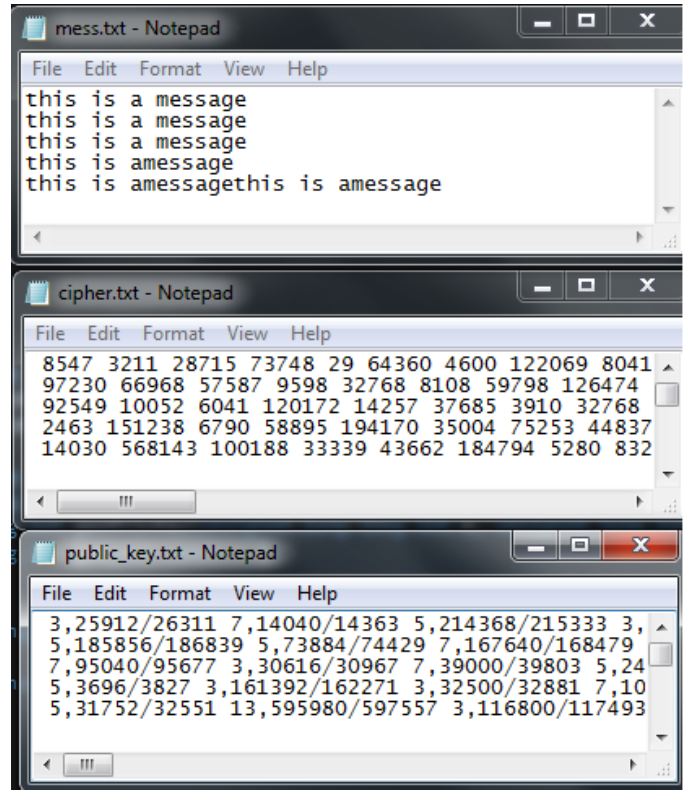 mess.txt - Notepad
File Edit Format View Help
this is a message
this is a message
this is a message
this is amessage
this is amessagethis is amessage
cipher.txt - Notepad
File Edit Format View Help
8547 3211 28715 73748 29 64360 4600 122069 8041
97230 66968 57587 9598 32768 8108 59798 126474
92549 10052 6041 120172 14257 37685 3910 32768
2463 151238 6790 58895 194170 35004 75253 44837
14030 568143 100188 33339 43662 184794 5280 832
public_key.txt - Notepad
File Edit Format View Help
3,25912/26311 7,14040/14363 5,214368/215333 3,
5,185856/186839 5,73884/74429 7,167640/168479
7,95040/95677 3,30616/30967 7,39000/39803 5,24
5,3696/3827 3,161392/162271 3,32500/32881 7,10
5,31752/32551 13,595980/597557 3,116800/117493